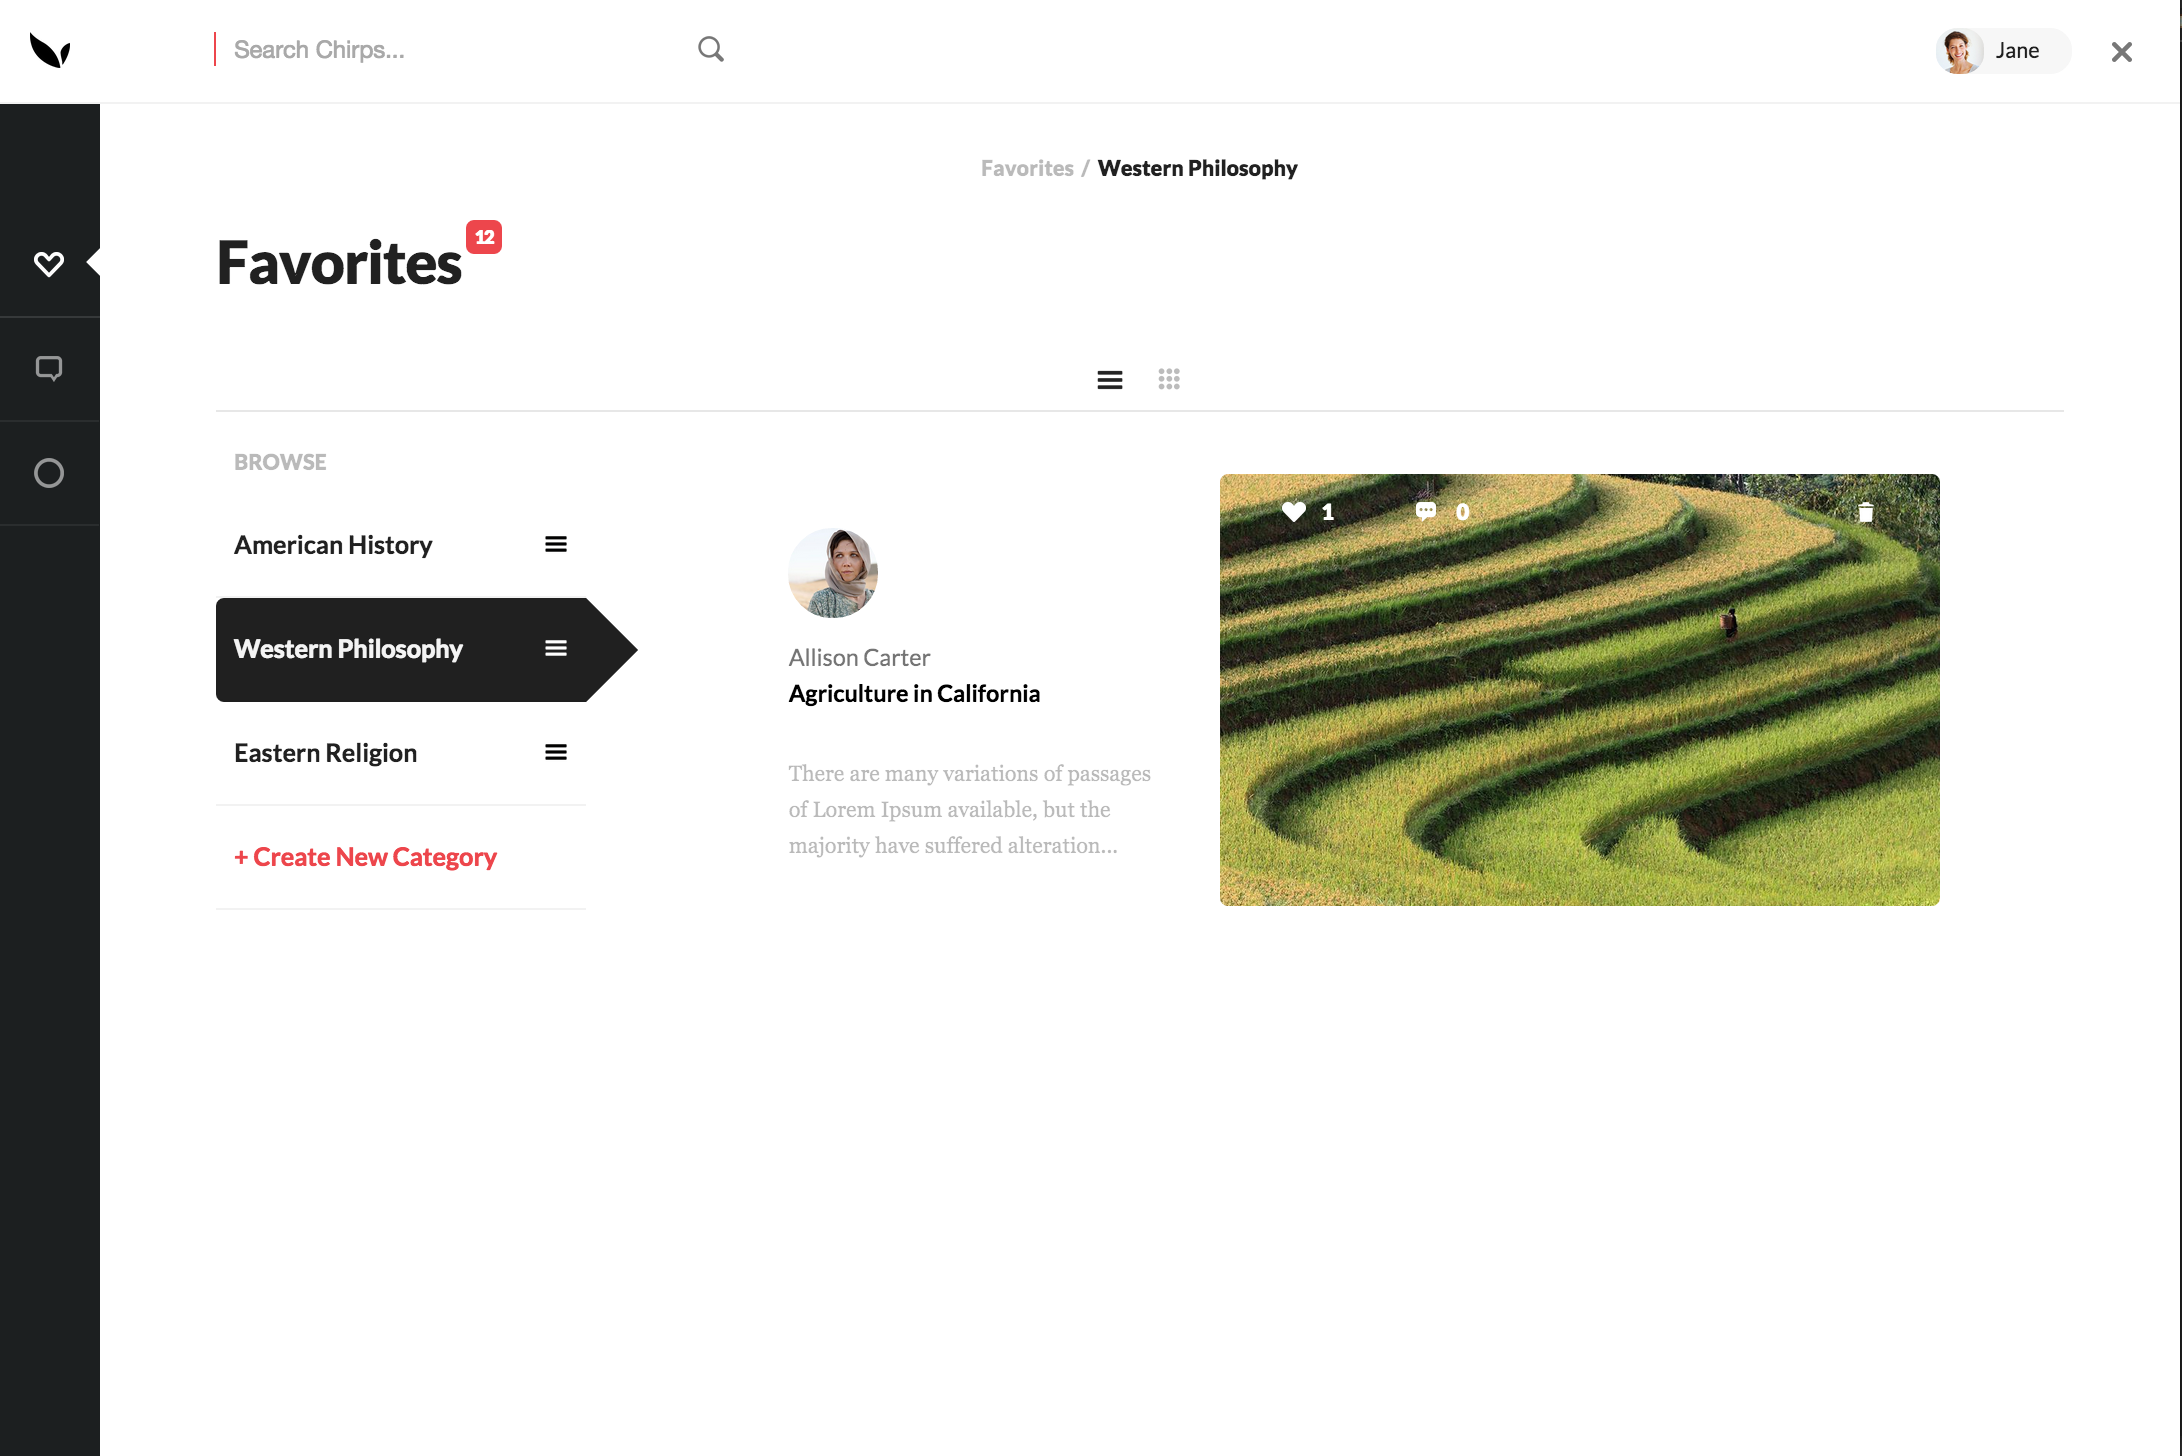 Search Chirps...
Jane
Favorites / Western Philosophy
Favorites
12
BROWSE
American History
Western Philosophy
Eastern Religion
+ Create New Category
Allison Carter
Agriculture in California
There are many variations of passages
of Lorem Ipsum available, but the
majority have suffered alteration...
1
0